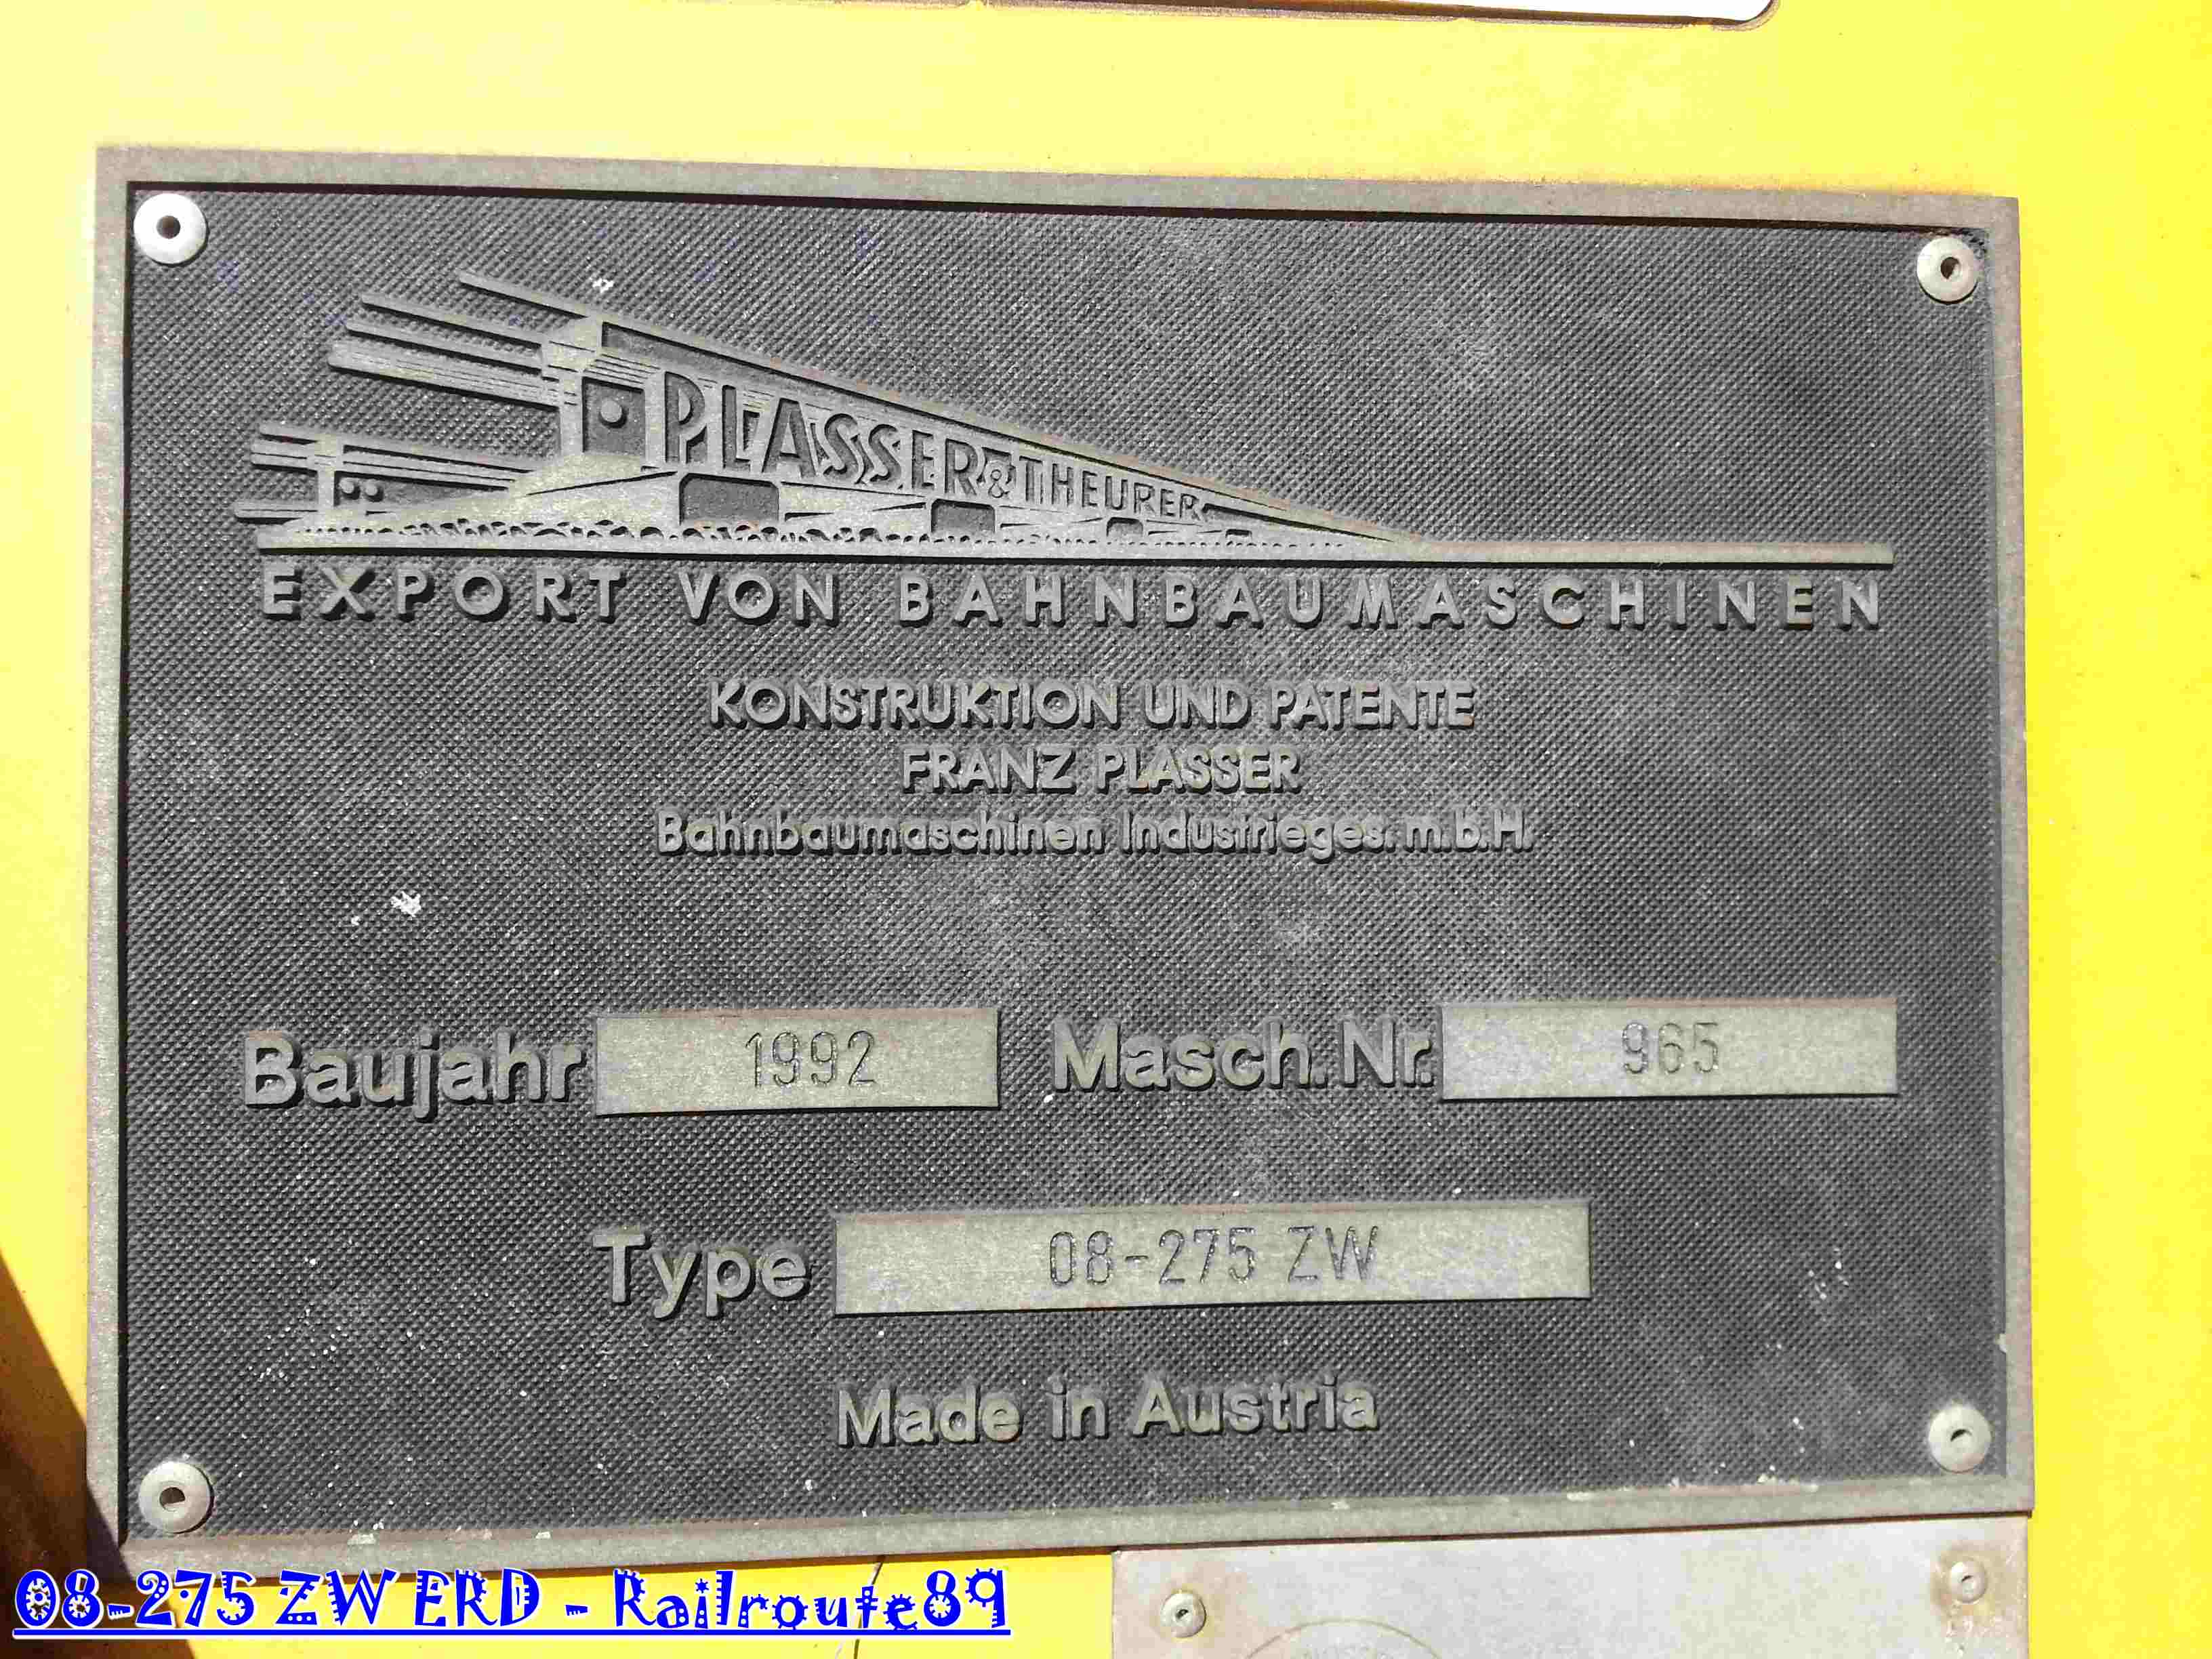 PLASSER & THEURER
EXPORT VON BAHNBAUMASCHINEN
KONSTRUKTION UND PATENTE
FRANZ PLASSER
Bahnbaumaschinen Industrieges.m.b.H.
Baujahr 1992 Masch.Nr. 965
Type 08-275 ZW
Made in Austria
08-275 ZW ERD - Railroute89